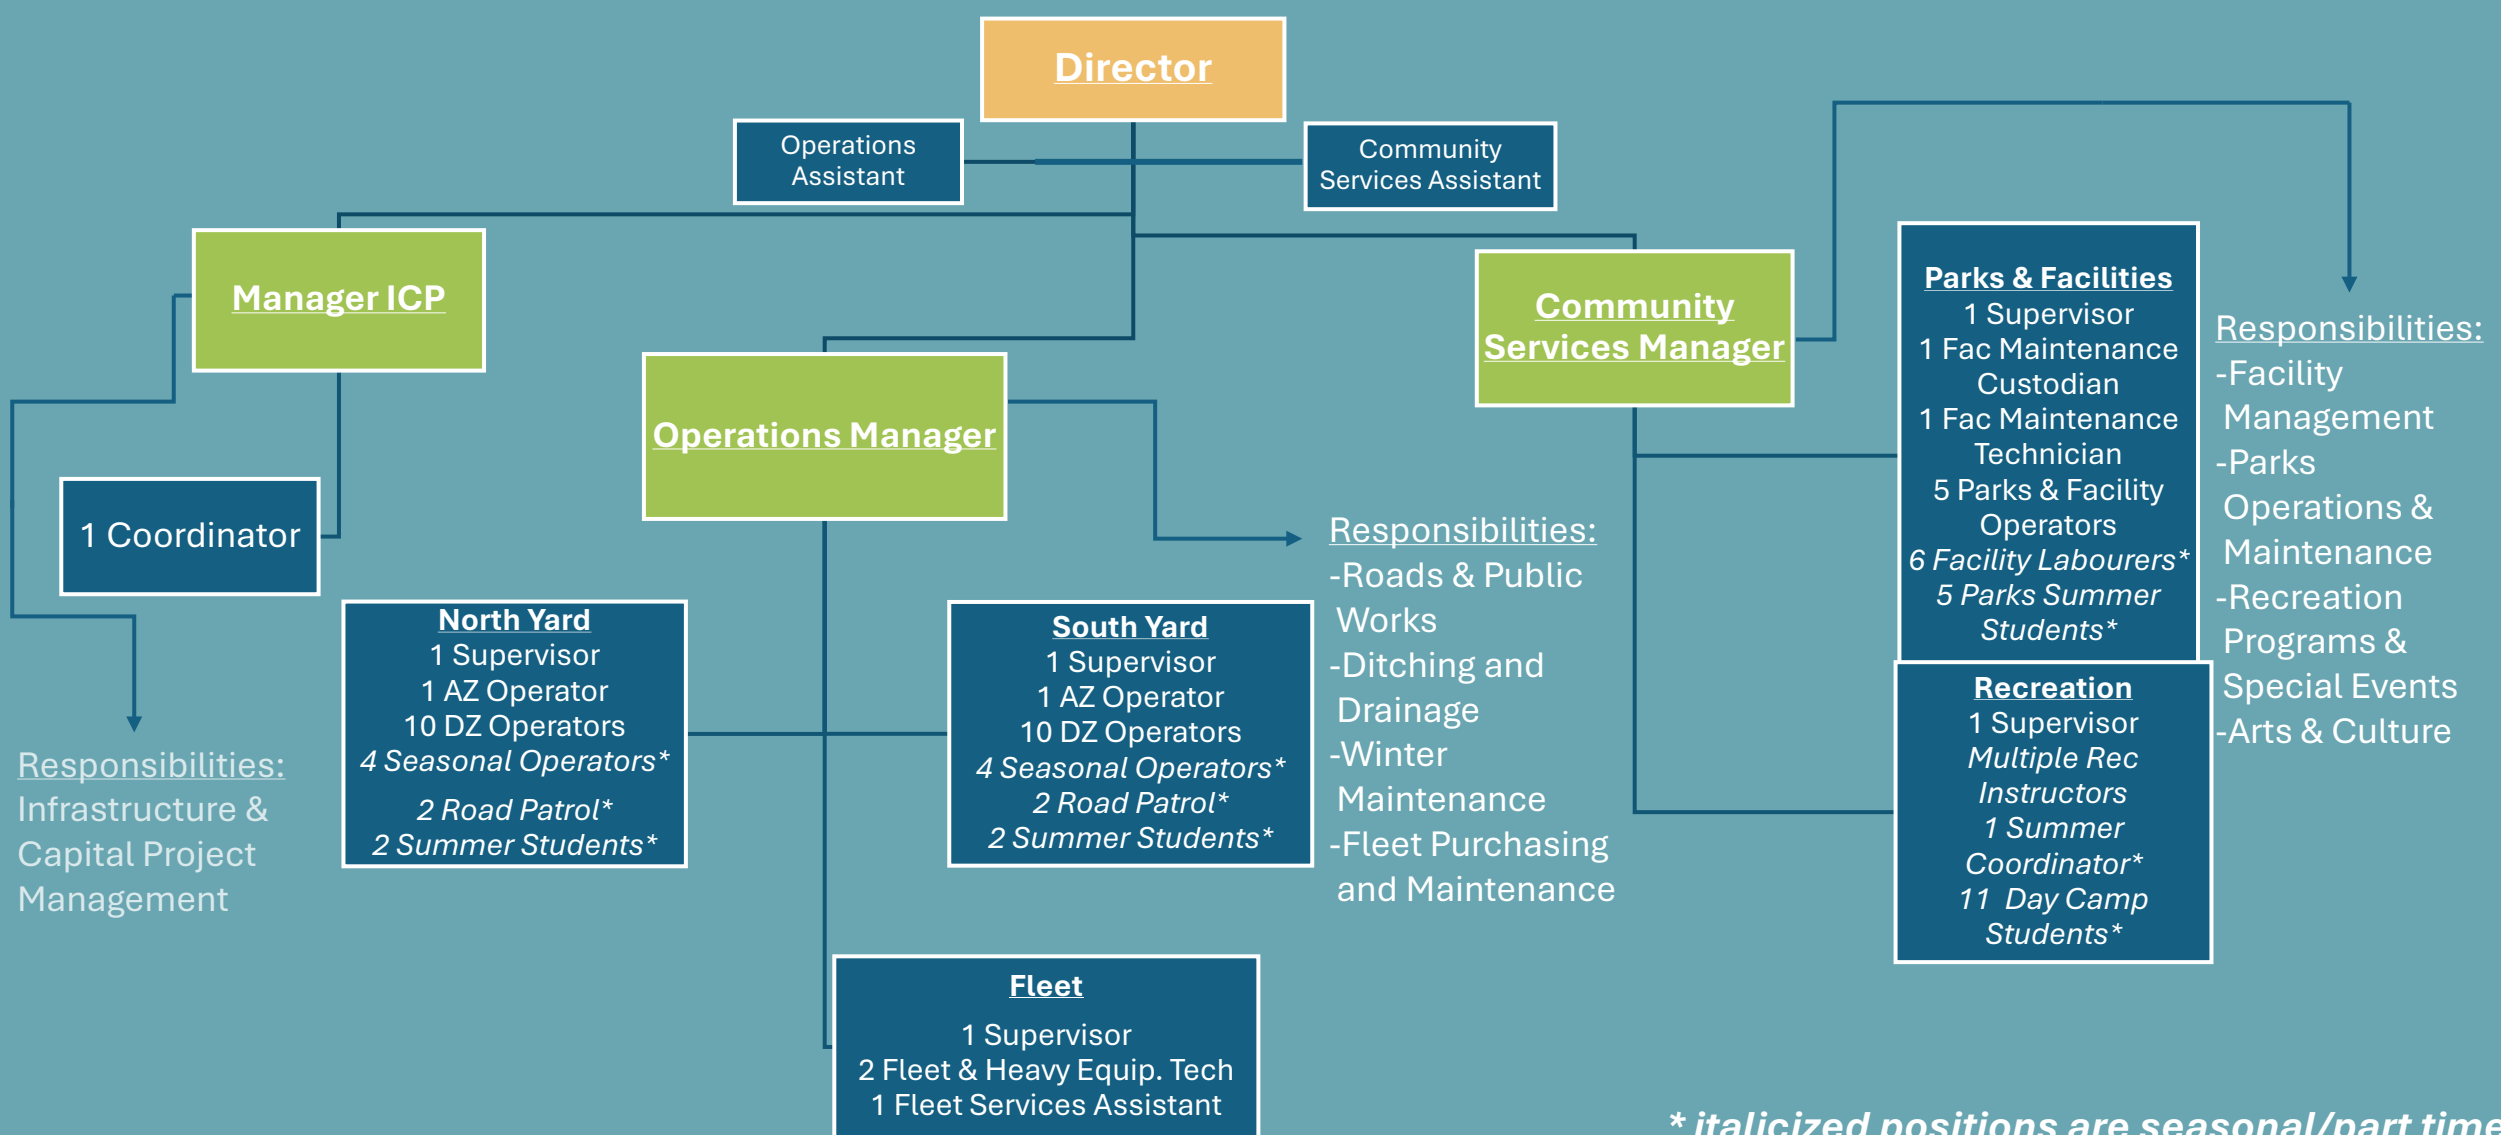 Director
Operations
Assistant
Community
Services Assistant
Manager ICP
Community
Services Manager
Operations Manager
1 Coordinator
Responsibilities:
Infrastructure &
Capital Project
Management
North Yard
1 Supervisor
1 AZ Operator
10 DZ Operators
4 Seasonal Operators*
2 Road Patrol*
2 Summer Students*
South Yard
1 Supervisor
1 AZ Operator
10 DZ Operators
4 Seasonal Operators*
2 Road Patrol*
2 Summer Students*
Fleet
1 Supervisor
2 Fleet & Heavy Equip. Tech
1 Fleet Services Assistant
Responsibilities:
-Roads & Public
Works
-Ditching and
Drainage
-Winter
Maintenance
-Fleet Purchasing
and Maintenance
Parks & Facilities
1 Supervisor
1 Fac Maintenance
Custodian
1 Fac Maintenance
Technician
5 Parks & Facility
Operators
6 Facility Labourers*
5 Parks Summer
Students*
Recreation
1 Supervisor
Multiple Rec
Instructors
1 Summer
Coordinator*
11 Day Camp
Students*
Responsibilities:
-Facility
Management
-Parks
Operations &
Maintenance
-Recreation
Programs &
Special Events
-Arts & Culture
* italicized positions are seasonal/part time